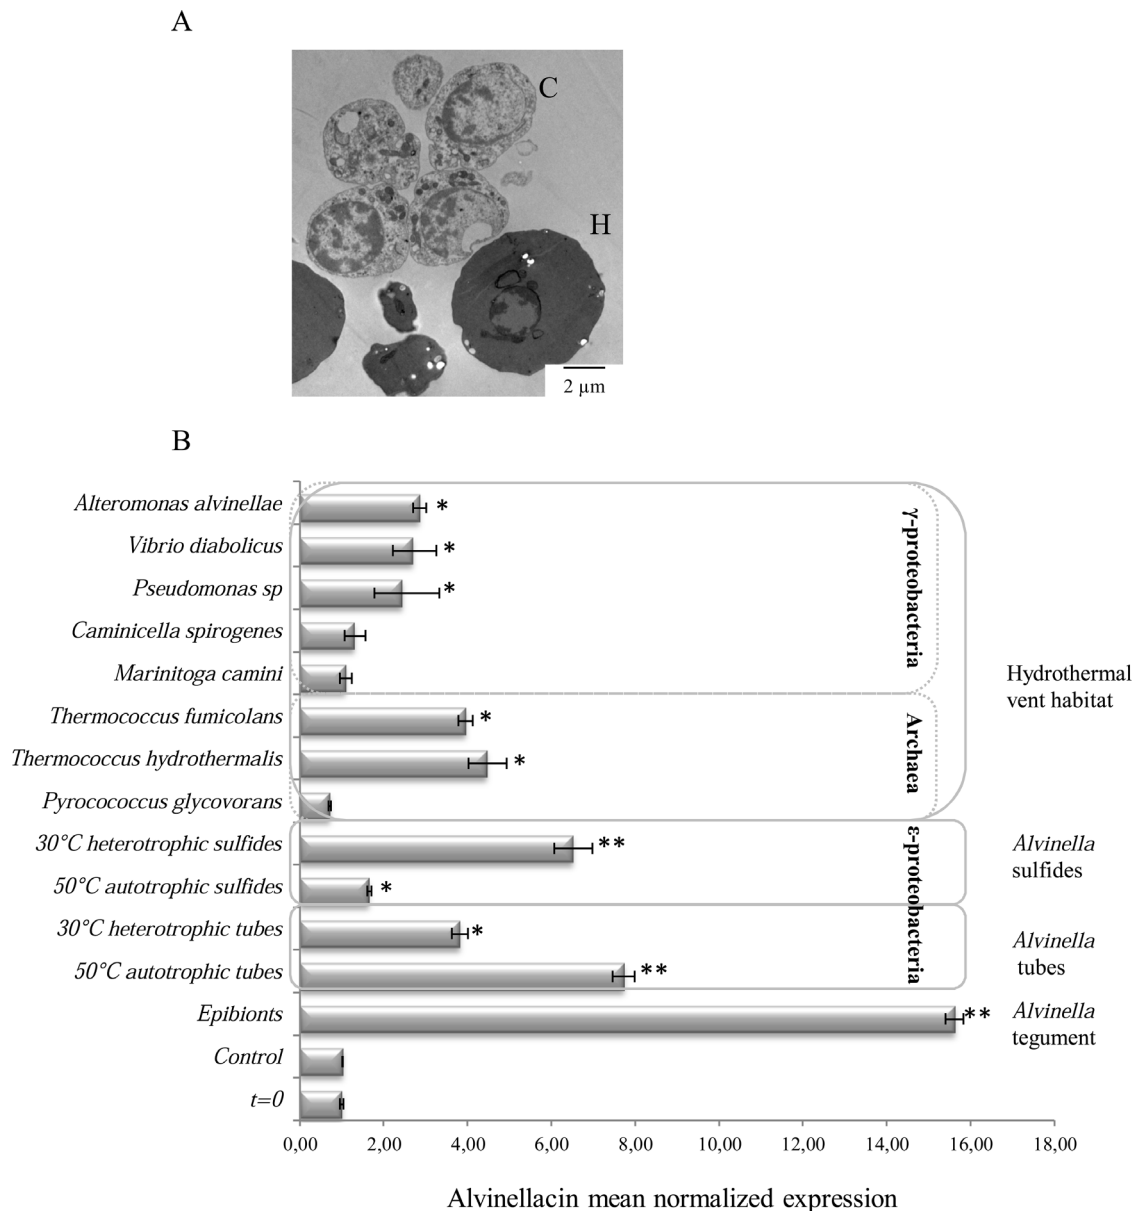 A
C
H
2 µm
B
Alteromonas alvinellae
*
Vibrio diabolicus
*
Pseudomonas sp
*
Caminicella spirogenes
Marinitoga camini
γ-proteobacteria
Hydrothermal
vent habitat
Thermococcus fumicolans
*
Thermococcus hydrothermalis
*
Pyrocococcus glycovorans
Archaea
30°C heterotrophic sulfides
**
50°C autotrophic sulfides
*
Alvinella
sulfides
30°C heterotrophic tubes
*
50°C autotrophic tubes
**
ε-proteobacteria
Alvinella
tubes
Epibionts
**
Alvinella
tegument
Control
t=0
0,00 2,00 4,00 6,00 8,00 10,00 12,00 14,00 16,00 18,00
Alvinellacin mean normalized expression